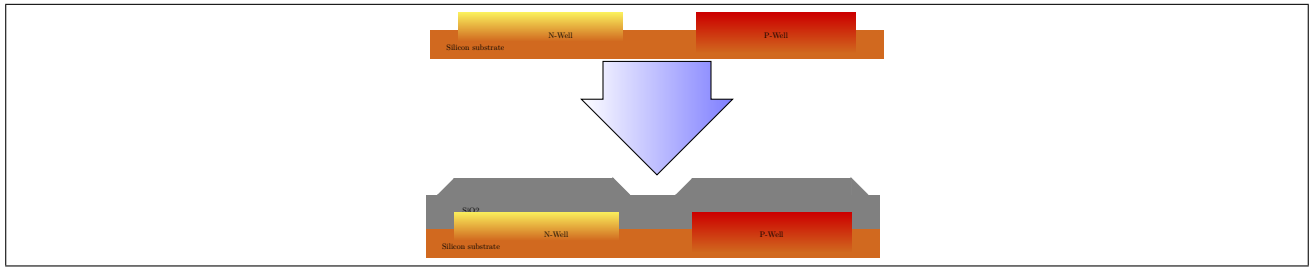 N-Well
P-Well
Silicon substrate
SiO2
N-Well
P-Well
Silicon substrate